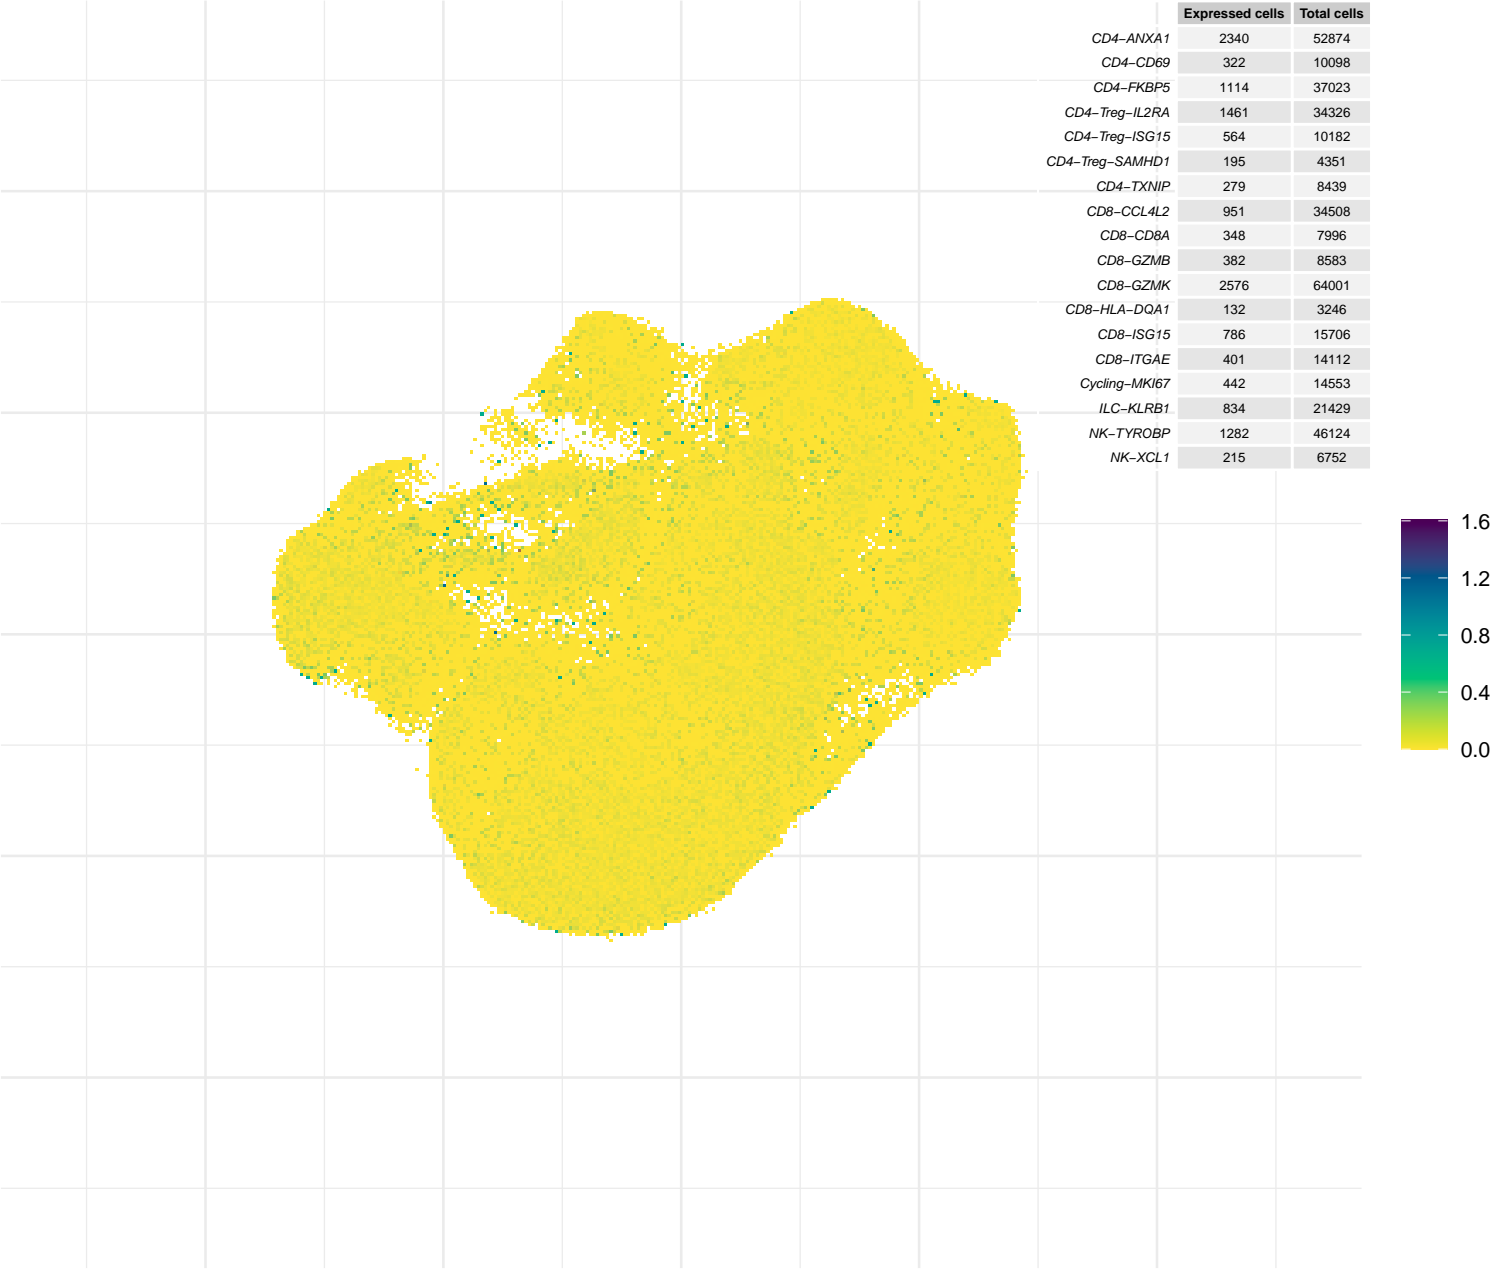 Expressed cells Total cells
CD4−ANXA1 2340 52874
CD4−CD69 322 10098
CD4−FKBP5 1114 37023
CD4−Treg−IL2RA 1461 34326
CD4−Treg−ISG15 564 10182
CD4−Treg−SAMHD1 195 4351
CD4−TXNIP 279 8439
CD8−CCL4L2 951 34508
CD8−CD8A 348 7996
CD8−GZMB 382 8583
CD8−GZMK 2576 64001
CD8−HLA−DQA1 132 3246
CD8−ISG15 786 15706
CD8−ITGAE 401 14112
Cycling−MKI67 442 14553
ILC−KLRB1 834 21429
NK−TYROBP 1282 46124
NK−XCL1 215 6752
1.6
1.2
0.8
0.4
0.0